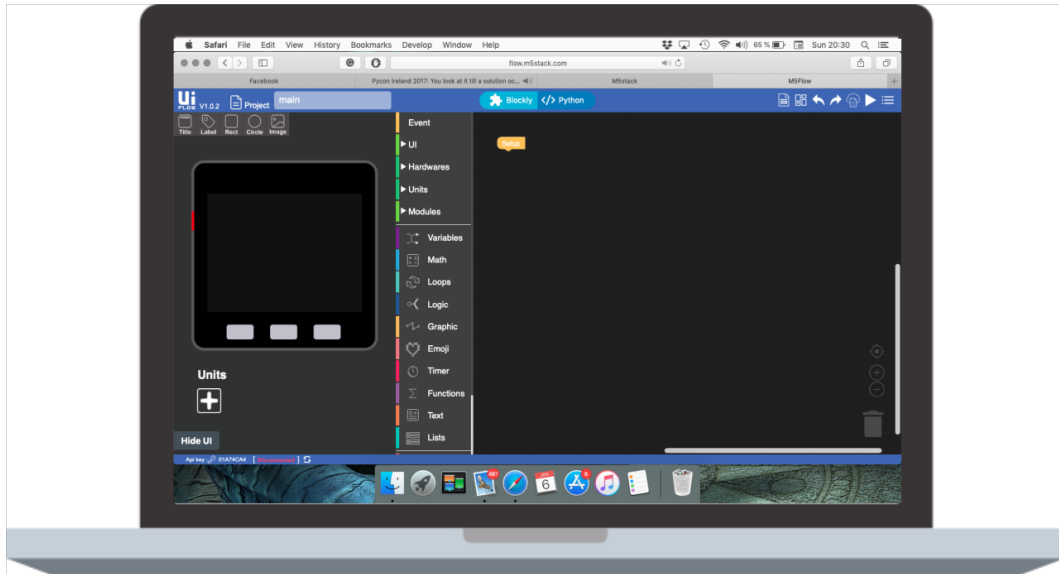 Safari File Edit View History Bookmarks Develop Window Help 65 % Sun 20:30
flow.m5stack.com
Facebook Pycon Ireland 2017: You look at it till a solution oc... M5stack M5Flow +
Ui FLOW V1.0.2 Project main Blockly </> Python
Title Label Rect Circle Image
Event
Setup
UI
Hardwares
Units
Modules
Variables
Math
Loops
Logic
Graphic
Emoji
Timer
Functions
Text
Lists
Units
Hide UI
Api key 01A74CA4 [ ]
6